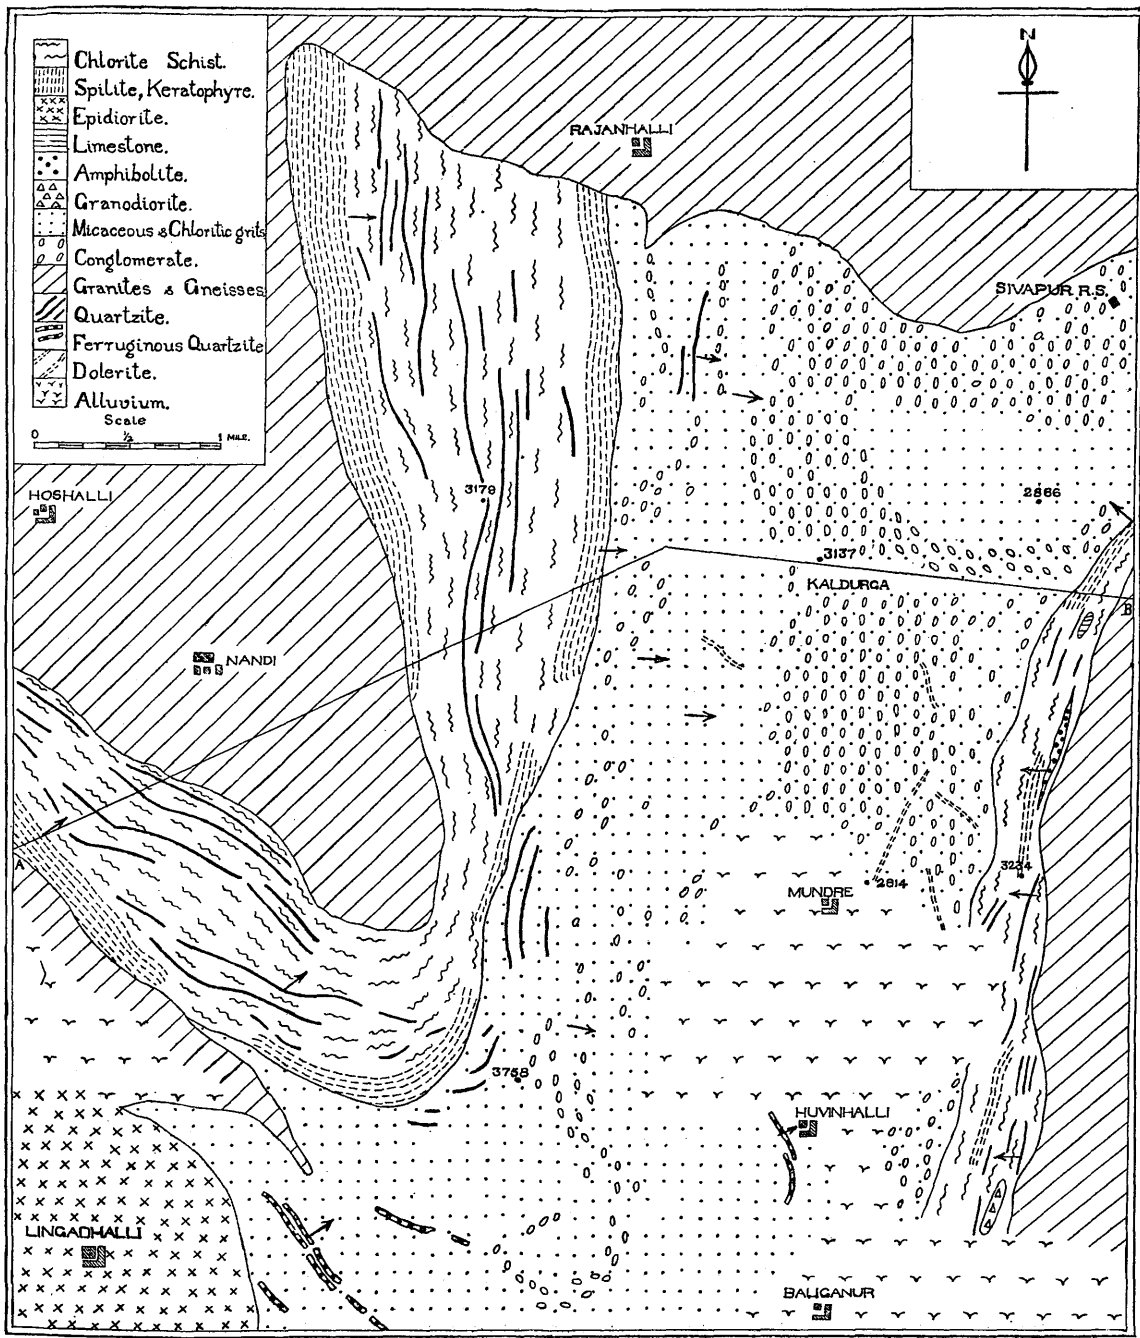 Chlorite Schist.
Spilite, Keratophyre.
Epidiorite.
Limestone.
Amphibolite.
Granodiorite.
Micaceous & Chloritic grits
Conglomerate.
Granites & Gneisses
Quartzite.
Ferruginous Quartzite
Dolerite.
Alluvium.
Scale
0 ½ 1 MILE.
N
RAJANHALLI
SIVAPUR R.S.
HOSHALLI
3179
2866
3137
KALDURGA
B
NANDI
A
3234
2814
MUNDRE
3758
HUVINHALLI
LINGADHALLI
BALIGANUR